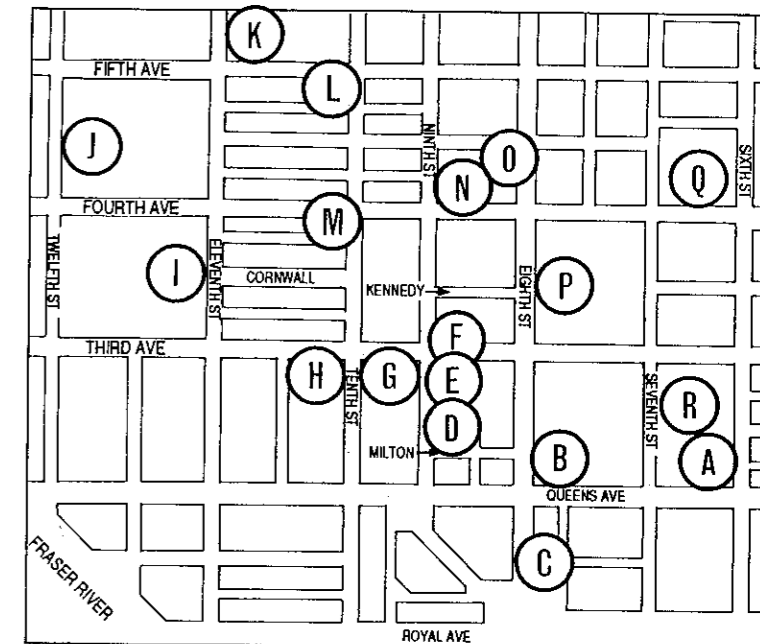 K
FIFTH AVE
L
J
NINTH ST
O
N
SIXTH ST
Q
FOURTH AVE
M
TWELETH ST
ELEVENTH ST
I
CORNWALL
KENNEDY
EIGHTH ST
P
THIRD AVE
F
H
TENTH ST
G
E
SEVENTH ST
R
D
MILTON
B
A
QUEENS AVE
C
FRASER RIVER
ROYAL AVE